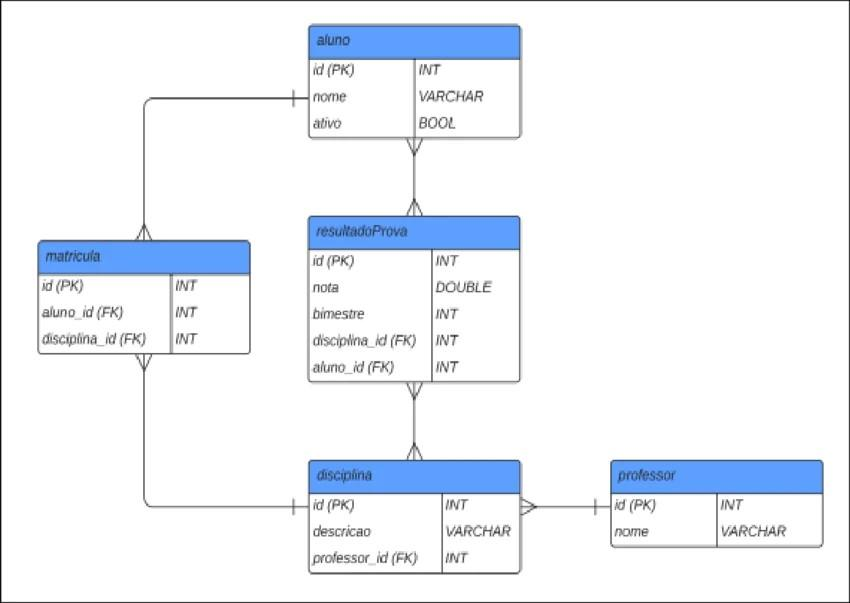 aluno
id (PK) INT
nome VARCHAR
ativo BOOL
matricula
id (PK) INT
aluno_id (FK) INT
disciplina_id (FK) INT
resultadoProva
id (PK) INT
nota DOUBLE
bimestre INT
disciplina_id (FK) INT
aluno_id (FK) INT
disciplina
id (PK) INT
descricao VARCHAR
professor_id (FK) INT
professor
id (PK) INT
nome VARCHAR